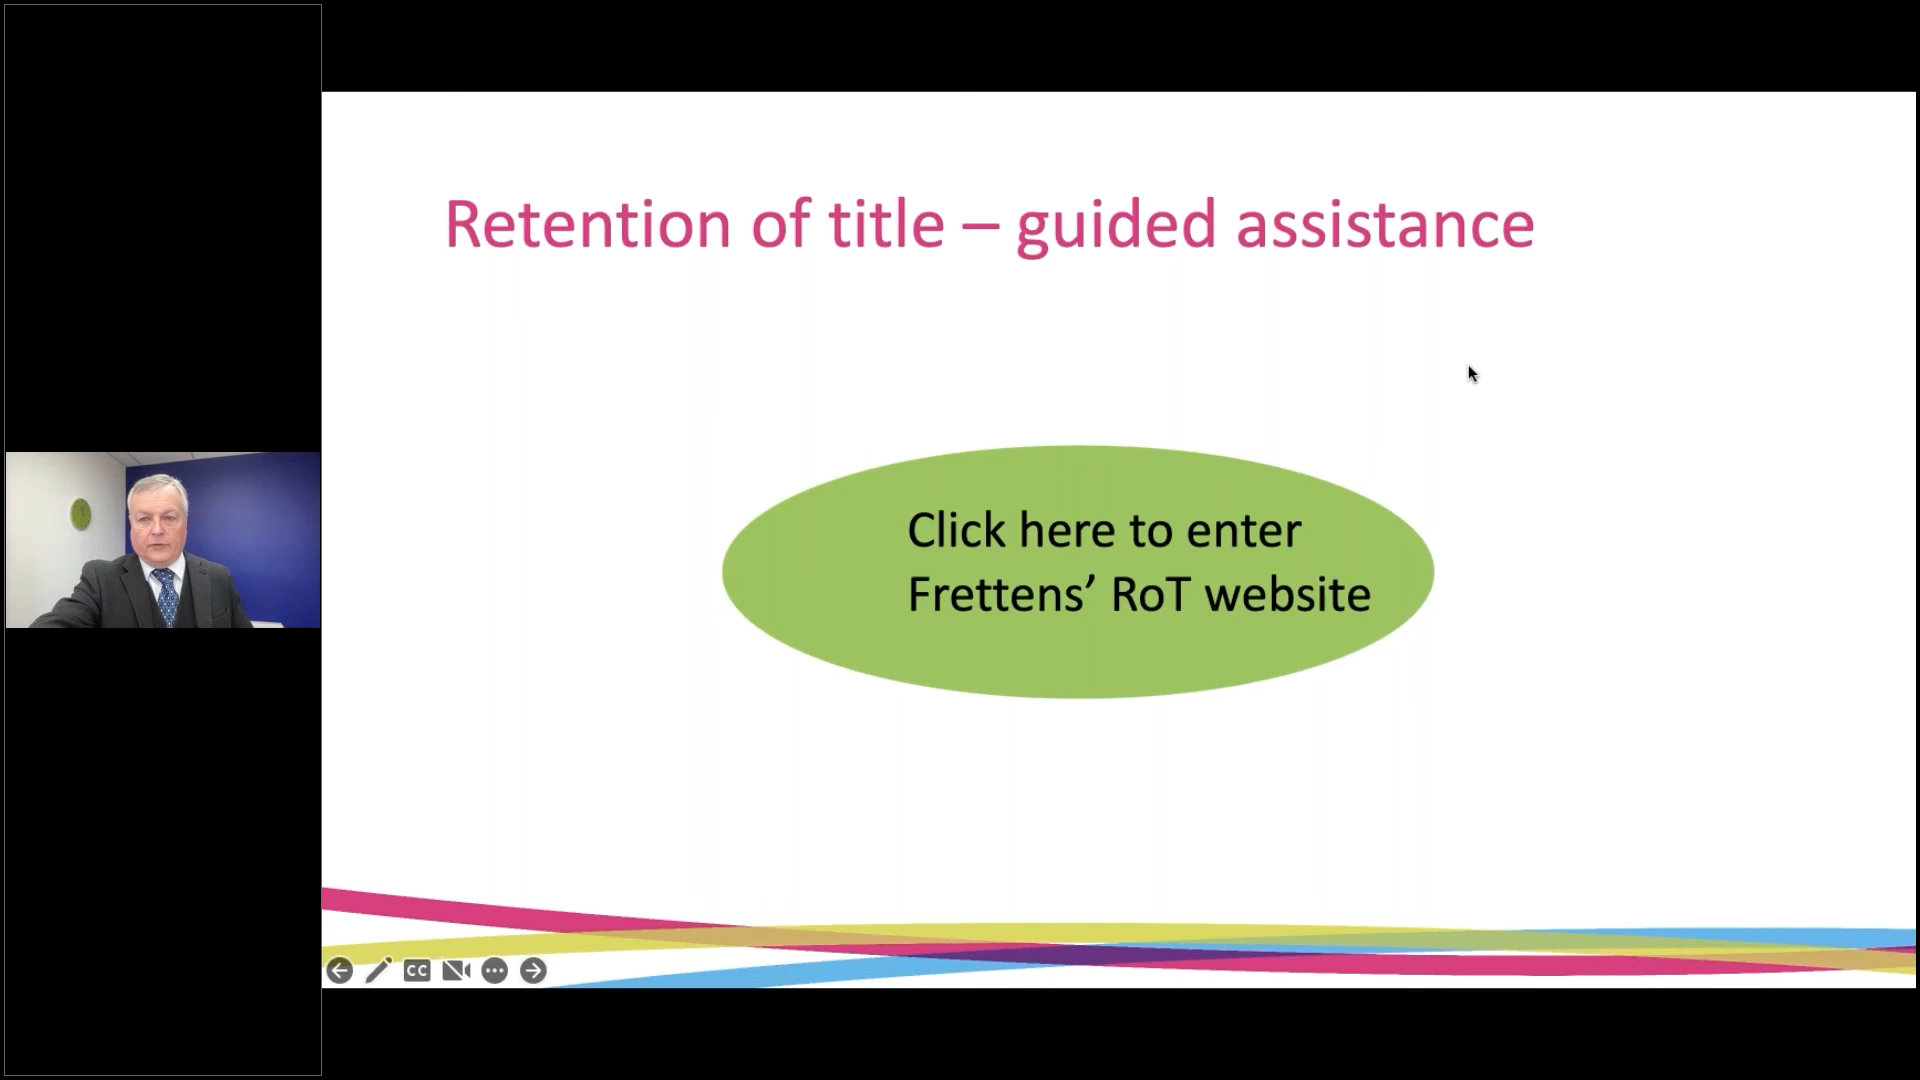 Retention of title – guided assistance
Click here to enter
Frettens’ RoT website
CC